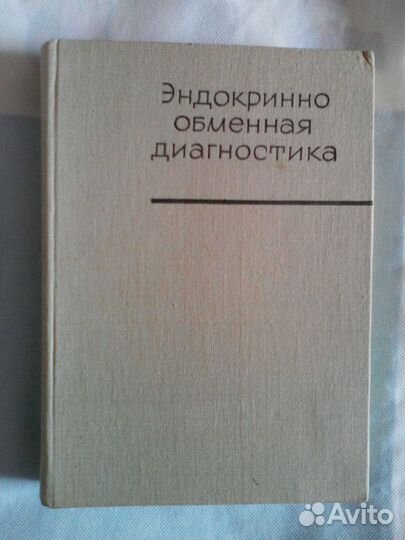 Эндокринно
обменная
диагностика
Avito